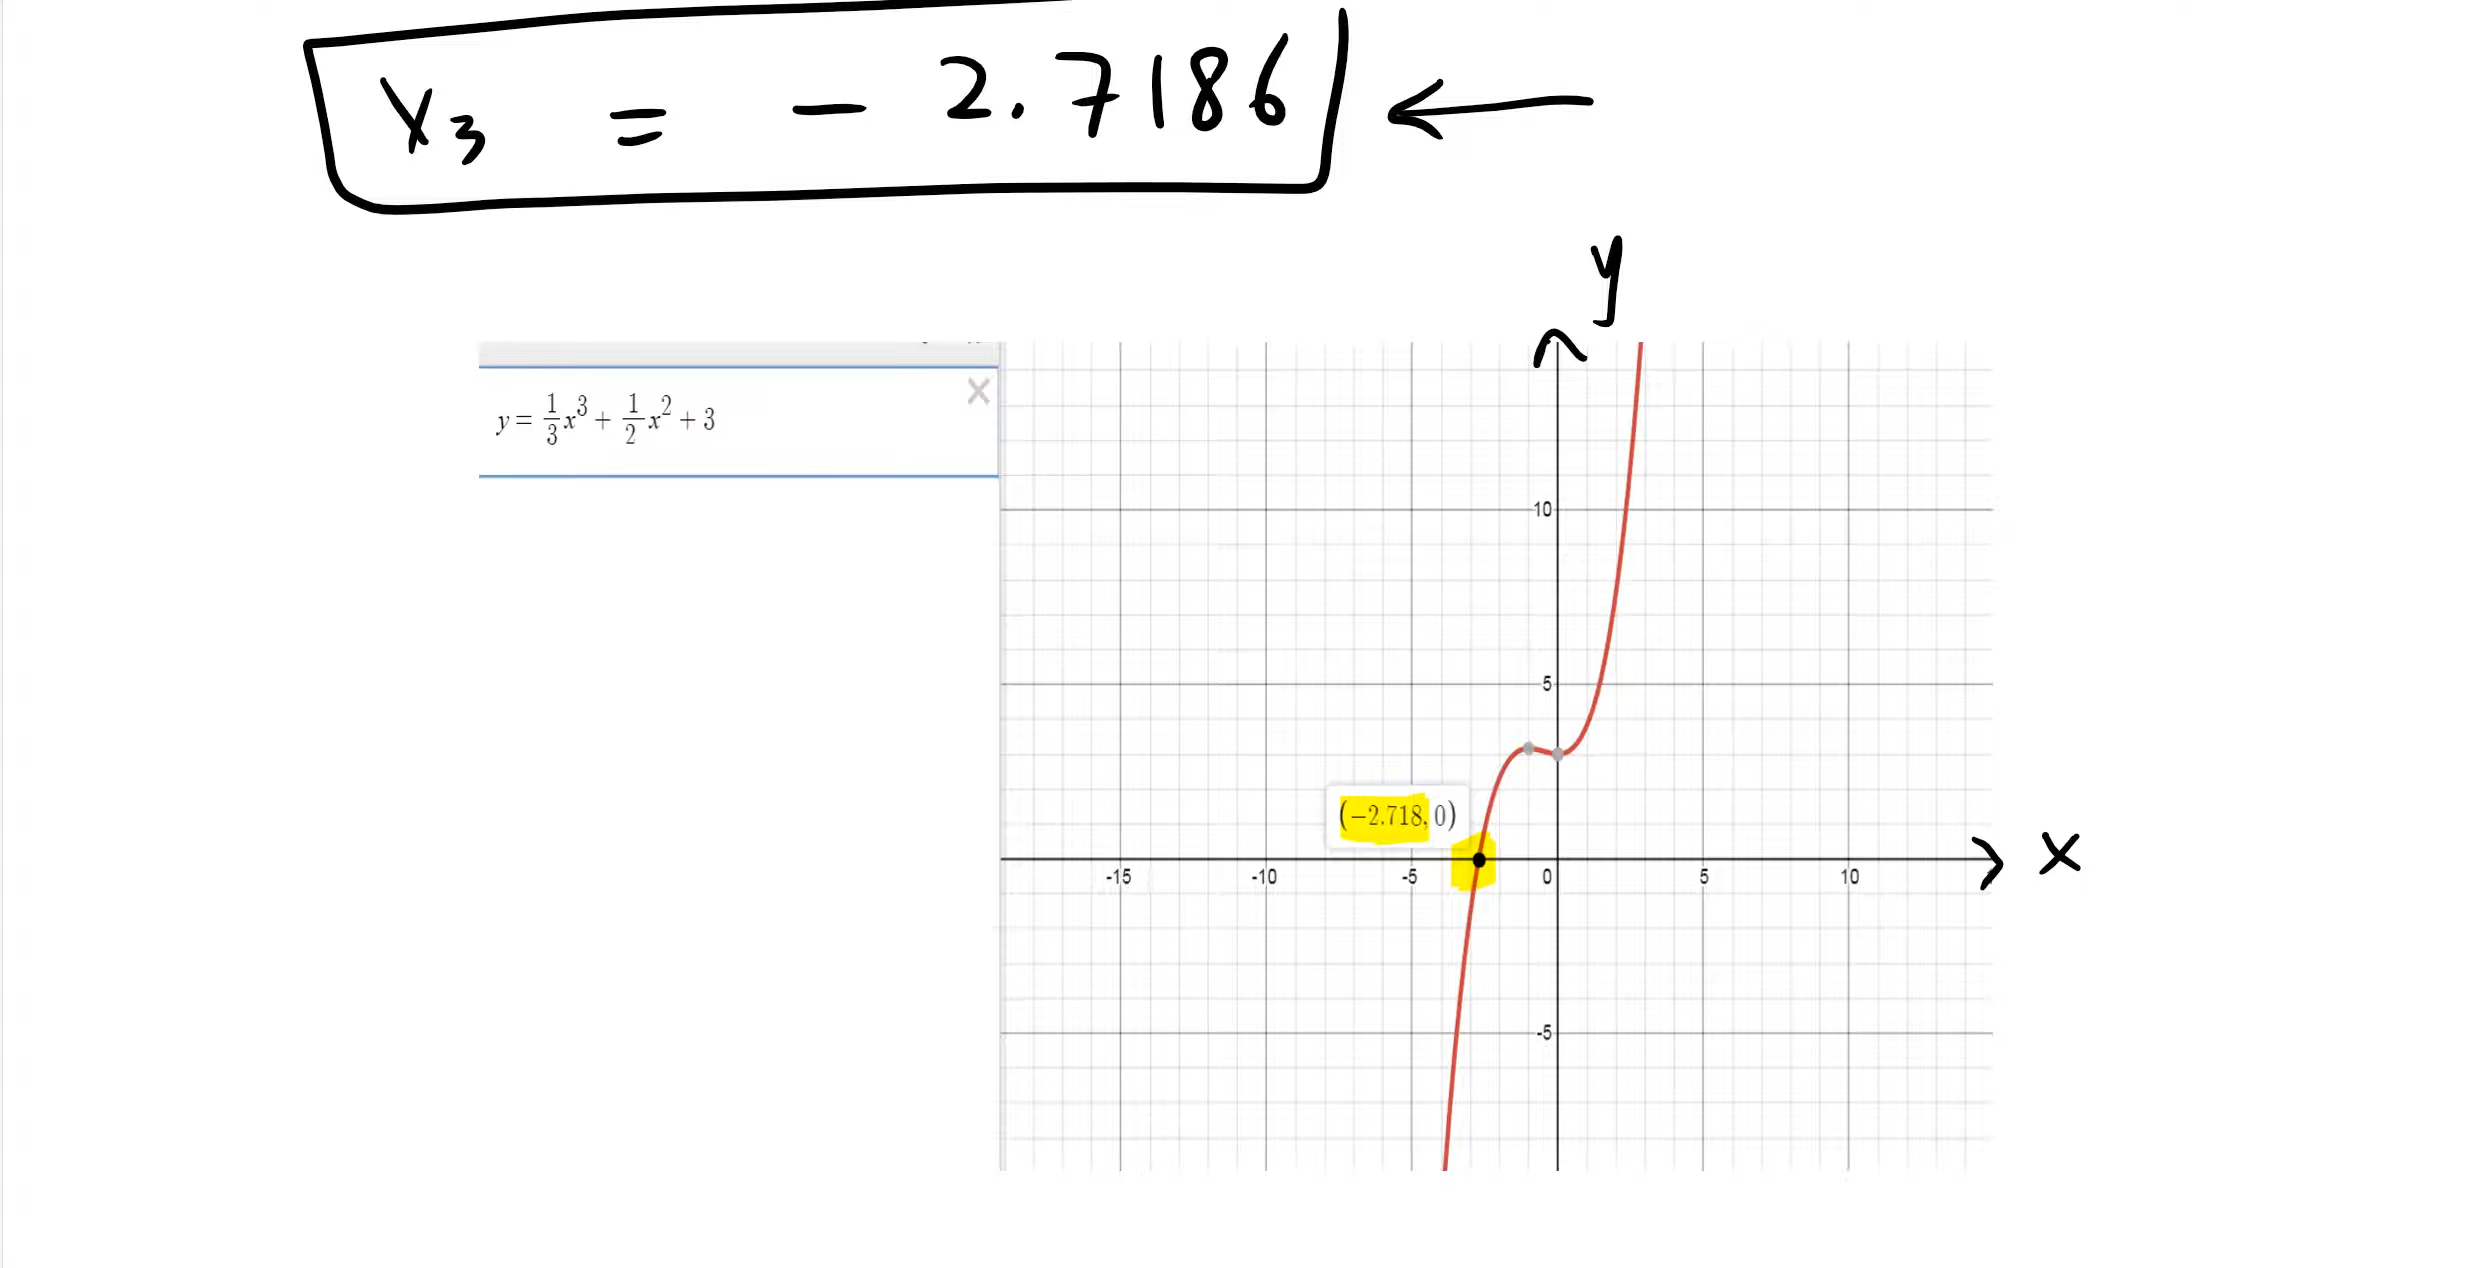 x₃ = - 2.7186
y
y = 1/3 x³ + 1/2 x² + 3
10
5
(−2.718, 0)
x
-15 -10 -5 0 5 10
-5